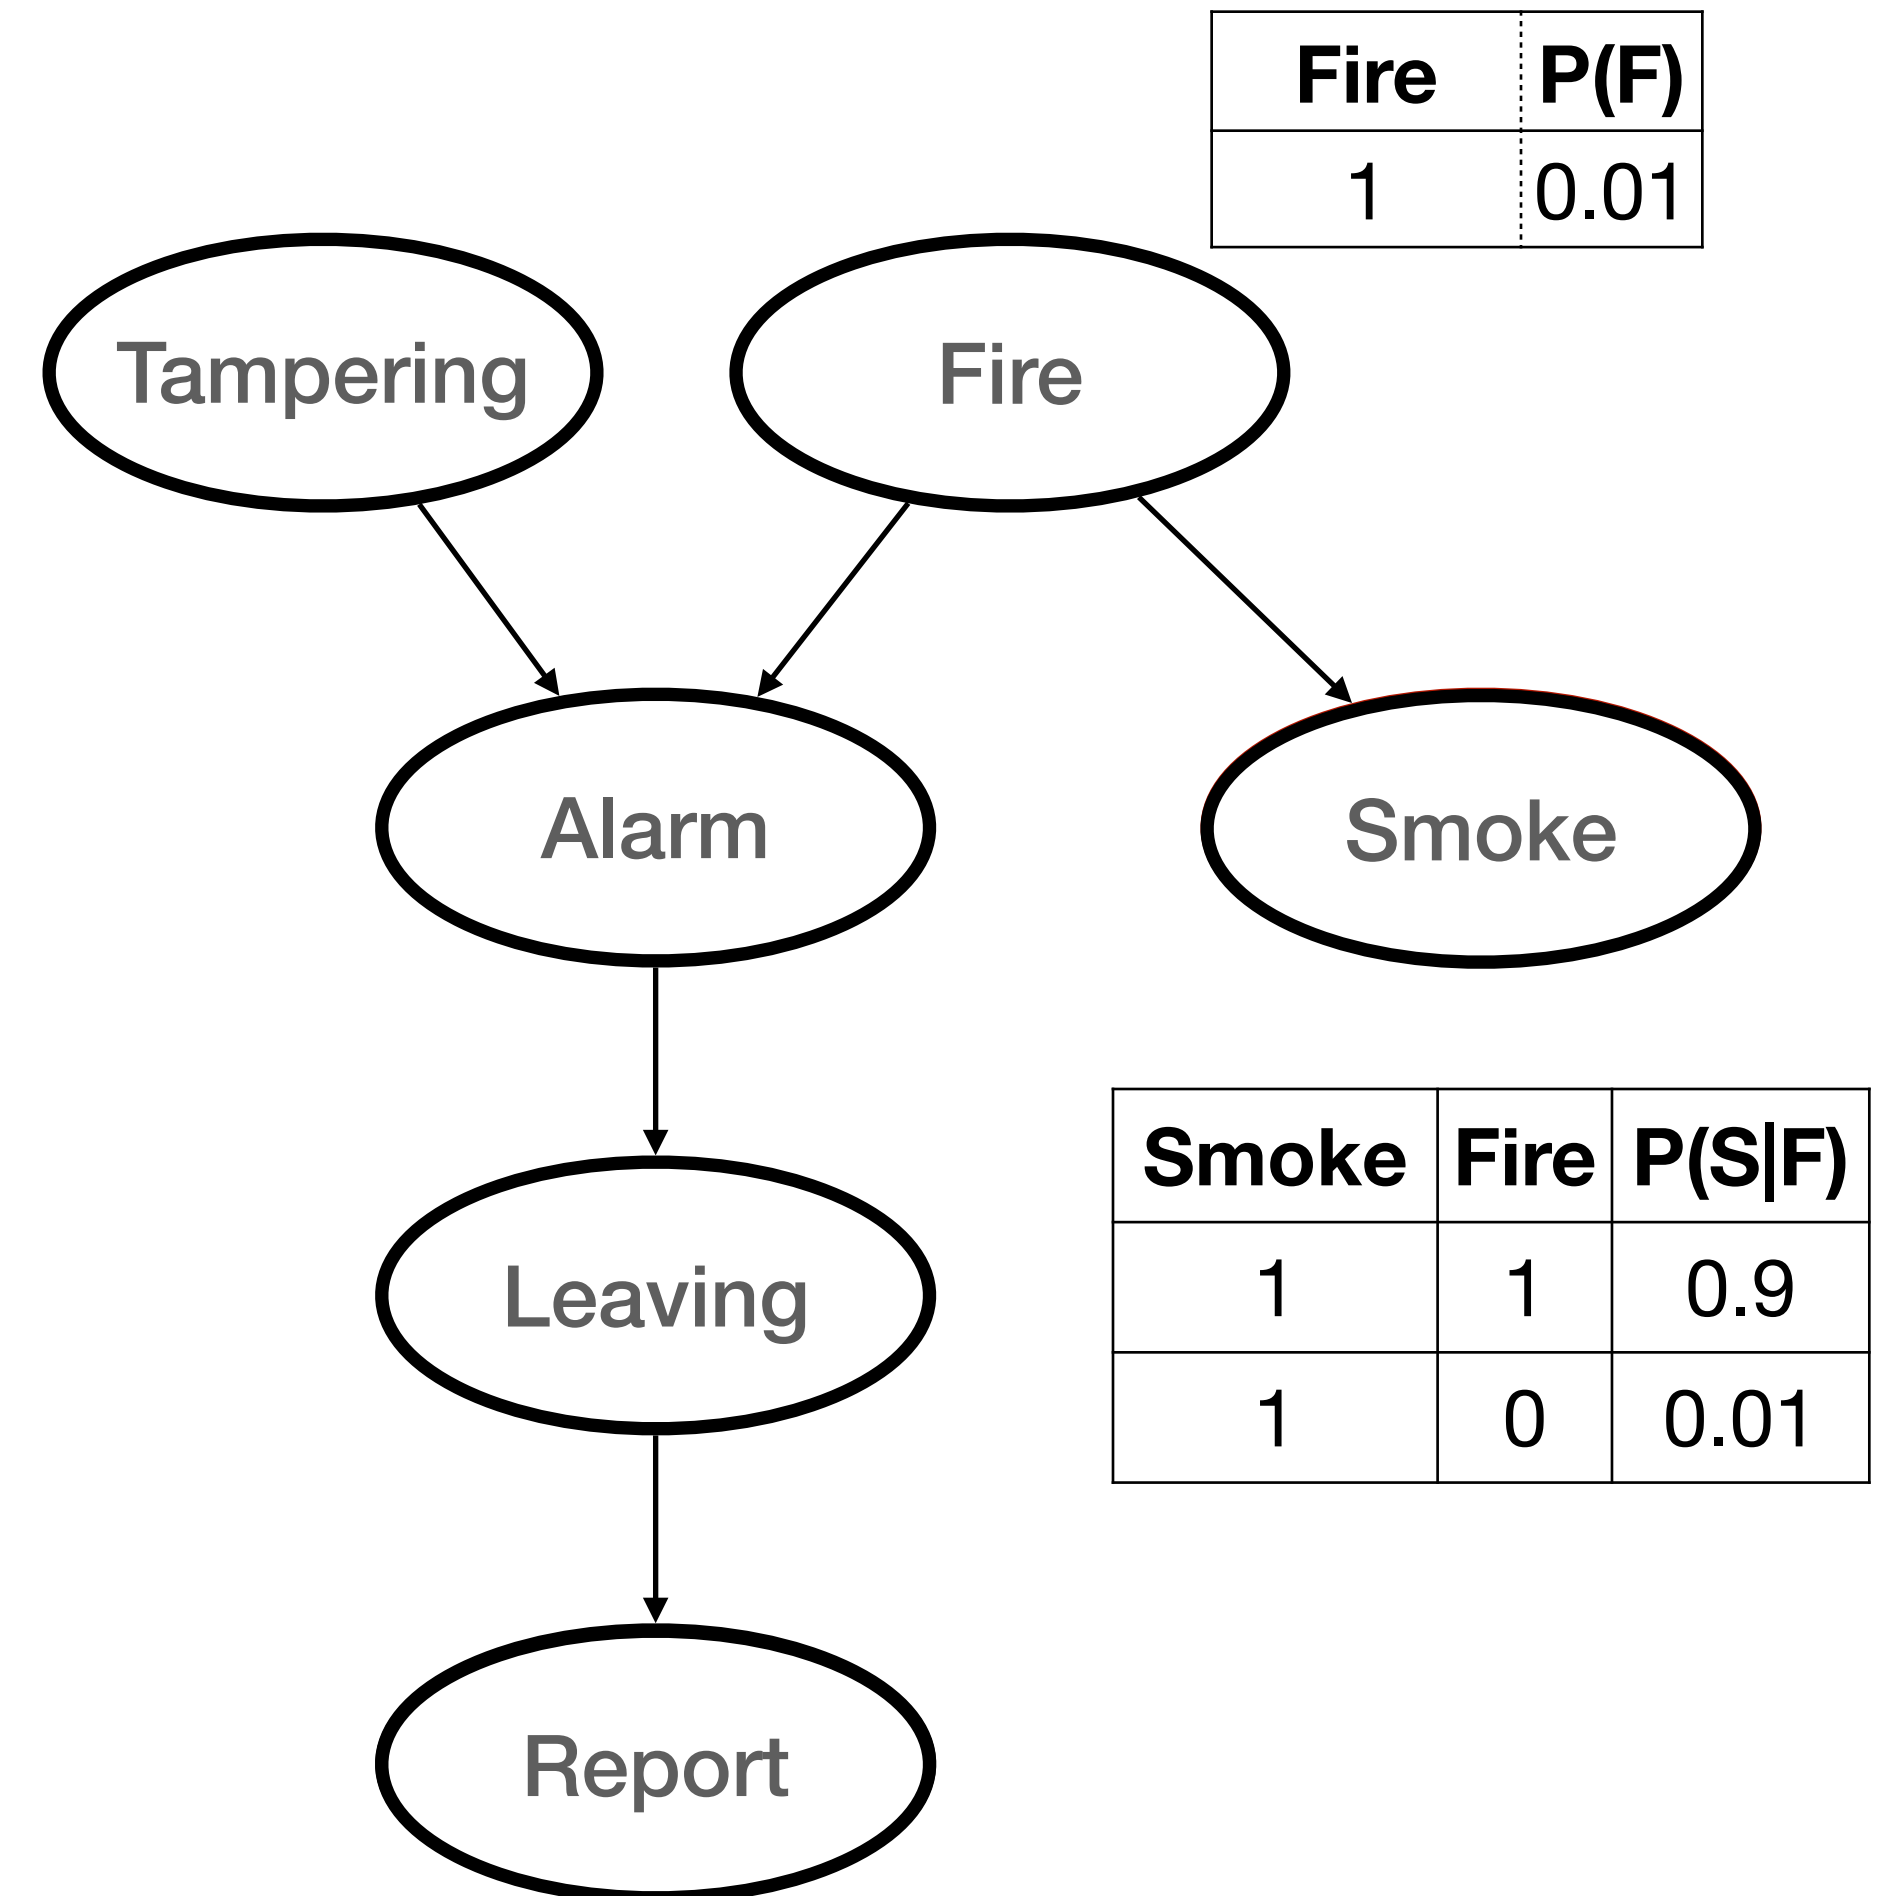 Fire P(F)
1 0.01
Tampering Fire
Alarm Smoke
Smoke Fire P(S|F)
1 1 0.9
1 0 0.01
Leaving
Report